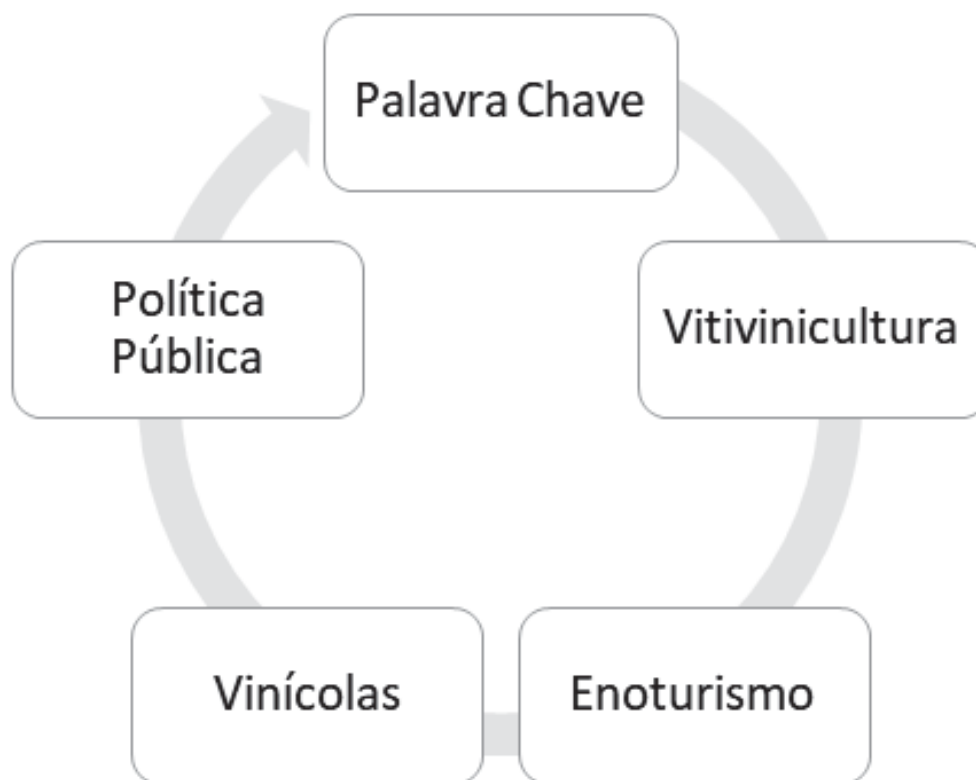 Palavra Chave
Vitivinicultura
Enoturismo
Vinícolas
Política
Pública